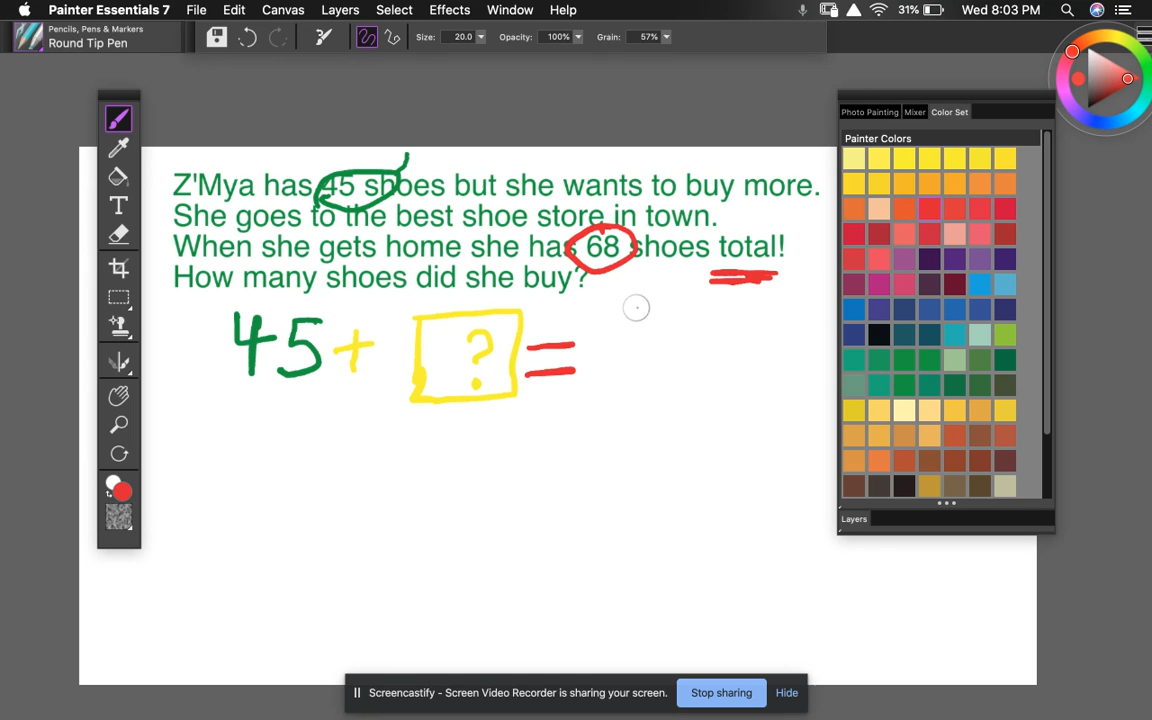 Painter Essentials 7 File Edit Canvas Layers Select Effects Window Help 31% Wed 8:03 PM
Pencils, Pens & Markers
Round Tip Pen
Size: 20.0 Opacity: 100% Grain: 57%
Photo Painting Mixer Color Set
Painter Colors
Z'Mya has 45 shoes but she wants to buy more.
She goes to the best shoe store in town.
When she gets home she has 68 shoes total!
How many shoes did she buy?
45 + ? =
Layers
Screencastify - Screen Video Recorder is sharing your screen. Stop sharing Hide